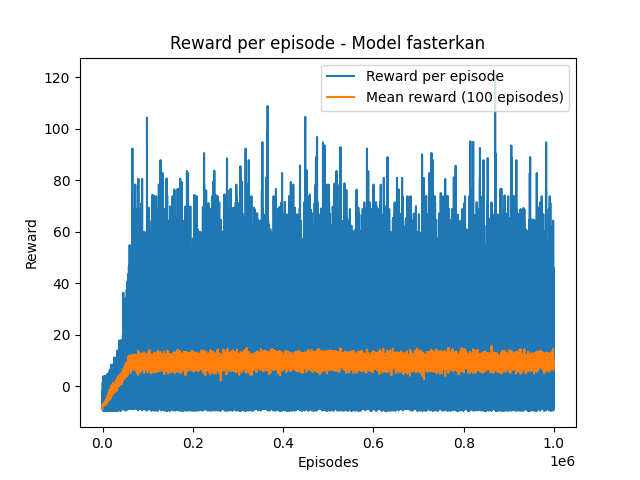 Reward per episode - Model fasterkan
Reward per episode
Mean reward (100 episodes)
Reward
120
100
80
60
40
20
0
0.0 0.2 0.4 0.6 0.8 1.0
1e6
Episodes